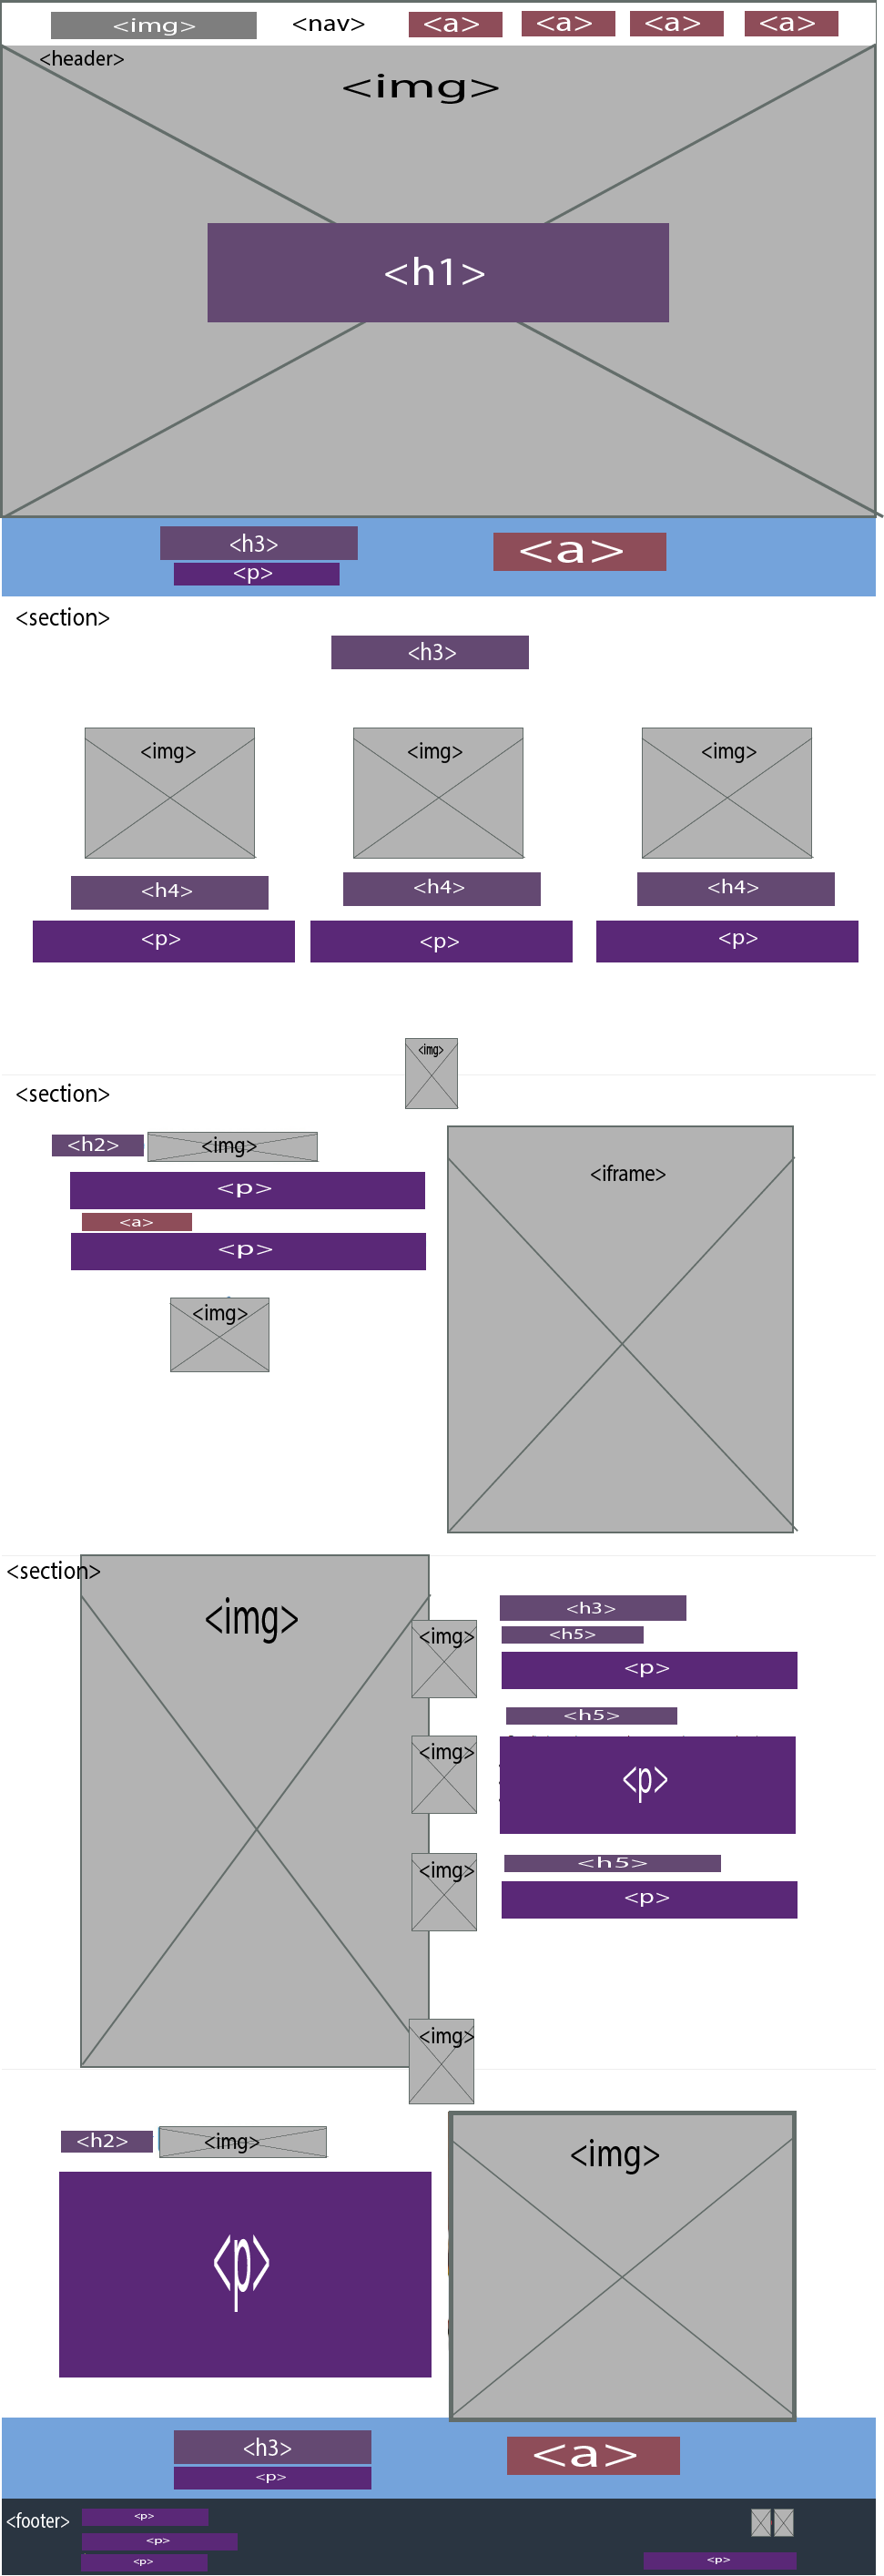 <img> <nav> <a> <a> <a> <a>
<header>
<img>
<h1>
<h3> <a>
<p>
<section>
<h3>
<img> <img> <img>
<h4> <h4> <h4>
<p> <p> <p>
<img>
<section>
<h2> <img>
<iframe>
<p>
<a>
<p>
<img>
<section>
<img>
<h3>
<img> <h5>
<p>
<h5>
<img> <p>
<h5>
<img> <p>
<img>
<h2> <img>
<img>
<p>
<h3> <a>
<p>
<footer> <p>
<p>
<p> <p>